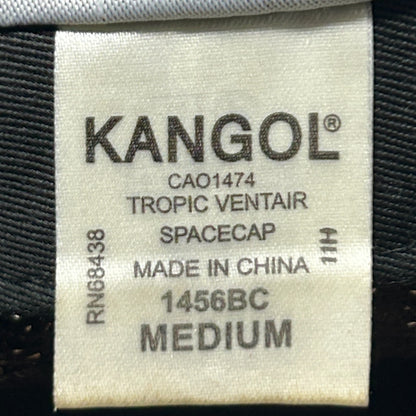 KANGOL®
CAO1474
TROPIC VENTAIR
SPACECAP
MADE IN CHINA
1456BC
MEDIUM
RN68438
11H